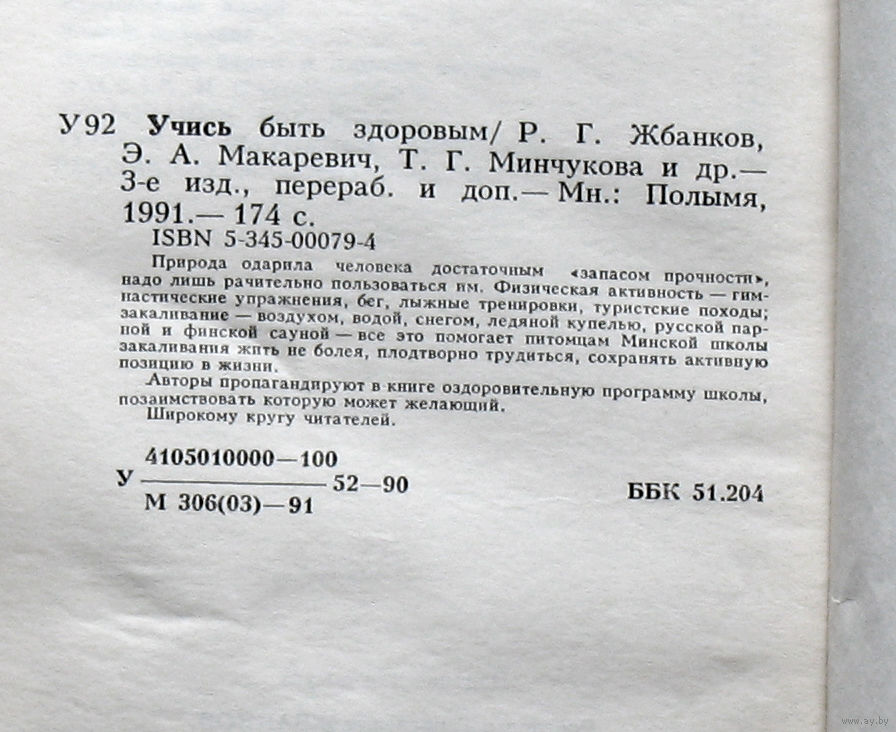 У92 Учись быть здоровым/ Р. Г. Жбанков,
Э. А. Макаревич, Т. Г. Минчукова и др.—
3-е изд., перераб. и доп.— Мн.: Полымя,
1991.— 174 с.
ISBN 5-345-00079-4
Природа одарила человека достаточным «запасом прочности»,
надо лишь рачительно пользоваться им. Физическая активность — гим-
настические упражнения, бег, лыжные тренировки, туристские походы;
закаливание — воздухом, водой, снегом, ледяной купелью, русской пар-
ной и финской сауной — все это помогает питомцам Минской школы
закаливания жить не болея, плодотворно трудиться, сохранять активную
позицию в жизни.
Авторы пропагандируют в книге оздоровительную программу школы,
позаимствовать которую может желающий.
Широкому кругу читателей.
4105010000—100
У 52—90
М 306(03)—91
ББК 51.204
www.ay.by